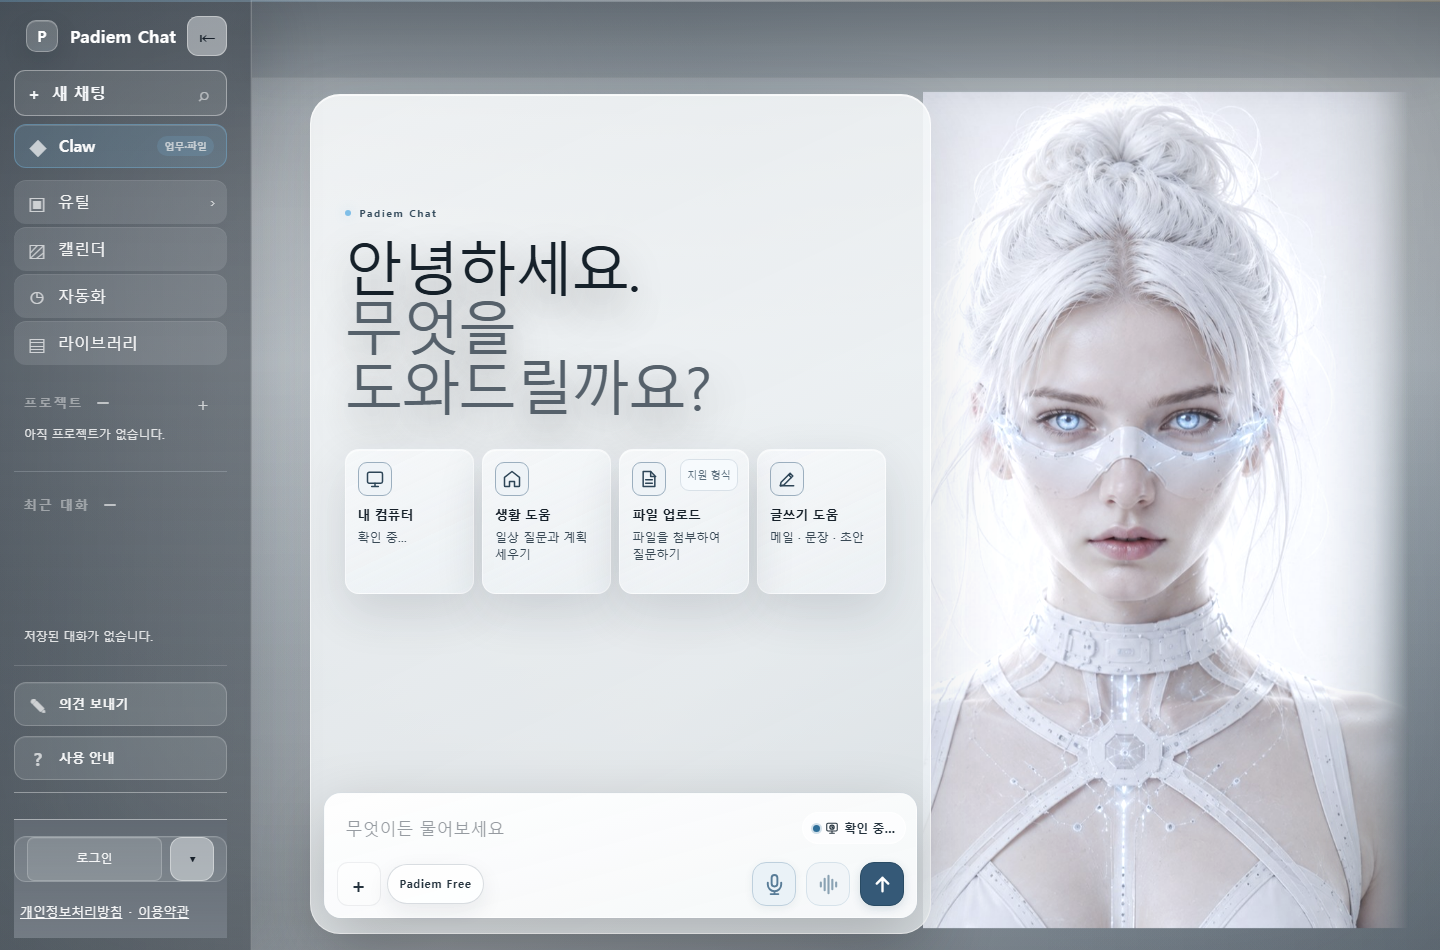 P Padiem Chat
+ 새 채팅
Claw 업무·파일
유틸
캘린더
자동화
라이브러리
프로젝트
아직 프로젝트가 없습니다.
최근 대화
저장된 대화가 없습니다.
의견 보내기
? 사용 안내
로그인
개인정보처리방침 · 이용약관
Padiem Chat
안녕하세요.
무엇을
도와드릴까요?
내 컴퓨터
확인 중...
생활 도움
일상 질문과 계획
세우기
지원 형식
파일 업로드
파일을 첨부하여
질문하기
글쓰기 도움
메일 · 문장 · 초안
무엇이든 물어보세요
확인 중...
+ Padiem Free